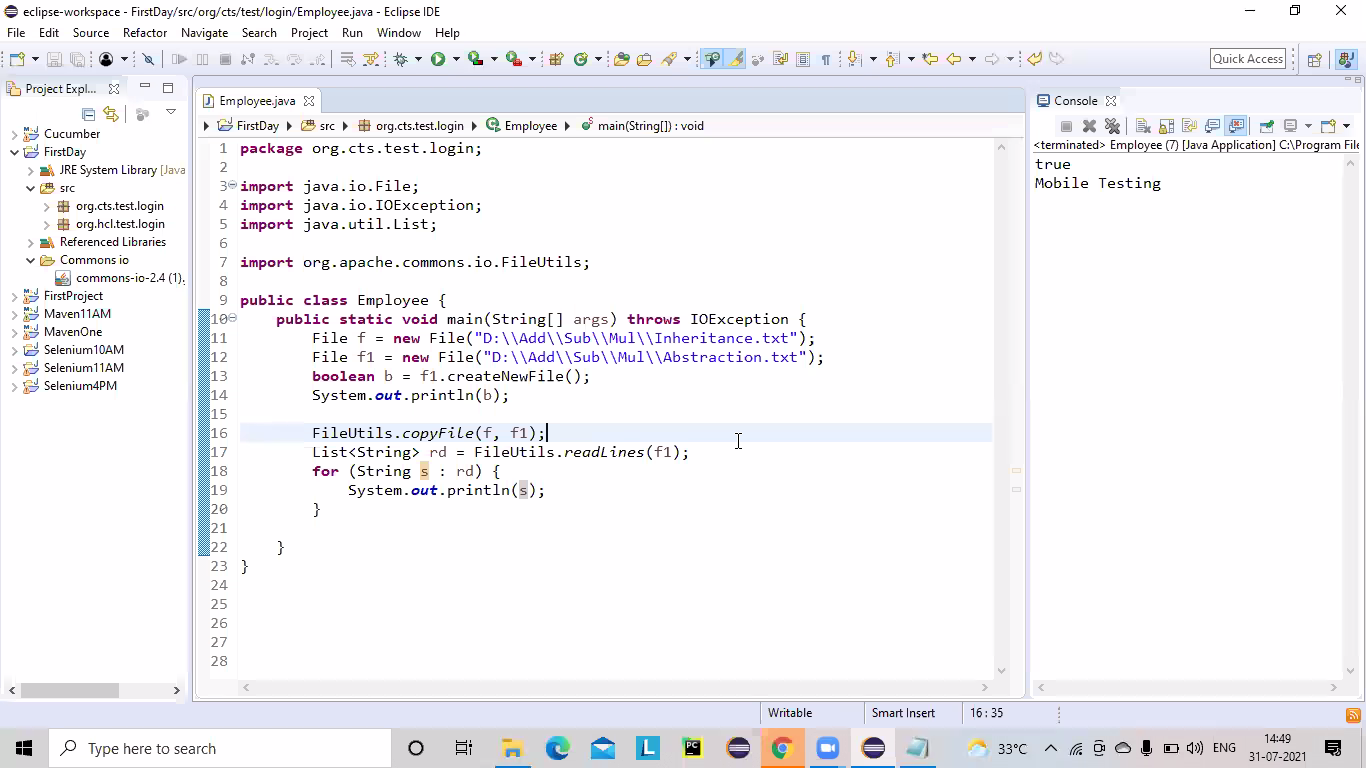 eclipse-workspace - FirstDay/src/org/cts/test/login/Employee.java - Eclipse IDE
File Edit Source Refactor Navigate Search Project Run Window Help
Quick Access
Project Expl...
Cucumber
FirstDay
JRE System Library [Java
src
org.cts.test.login
org.hcl.test.login
Referenced Libraries
Commons io
commons-io-2.4 (1).
FirstProject
Maven11AM
MavenOne
Selenium10AM
Selenium11AM
Selenium4PM
Employee.java
FirstDay src org.cts.test.login Employee main(String[]) : void
1 package org.cts.test.login;
2
3 import java.io.File;
4 import java.io.IOException;
5 import java.util.List;
6
7 import org.apache.commons.io.FileUtils;
8
9 public class Employee {
10 public static void main(String[] args) throws IOException {
11 File f = new File("D:\\Add\\Sub\\Mul\\Inheritance.txt");
12 File f1 = new File("D:\\Add\\Sub\\Mul\\Abstraction.txt");
13 boolean b = f1.createNewFile();
14 System.out.println(b);
15
16 FileUtils.copyFile(f, f1);
17 List<String> rd = FileUtils.readLines(f1);
18 for (String s : rd) {
19 System.out.println(s);
20 }
21
22 }
23 }
24
25
26
27
28
Console
<terminated> Employee (7) [Java Application] C:\Program File
true
Mobile Testing
Writable Smart Insert 16 : 35
Type here to search
L
PC
33°C
ENG
14:49
31-07-2021